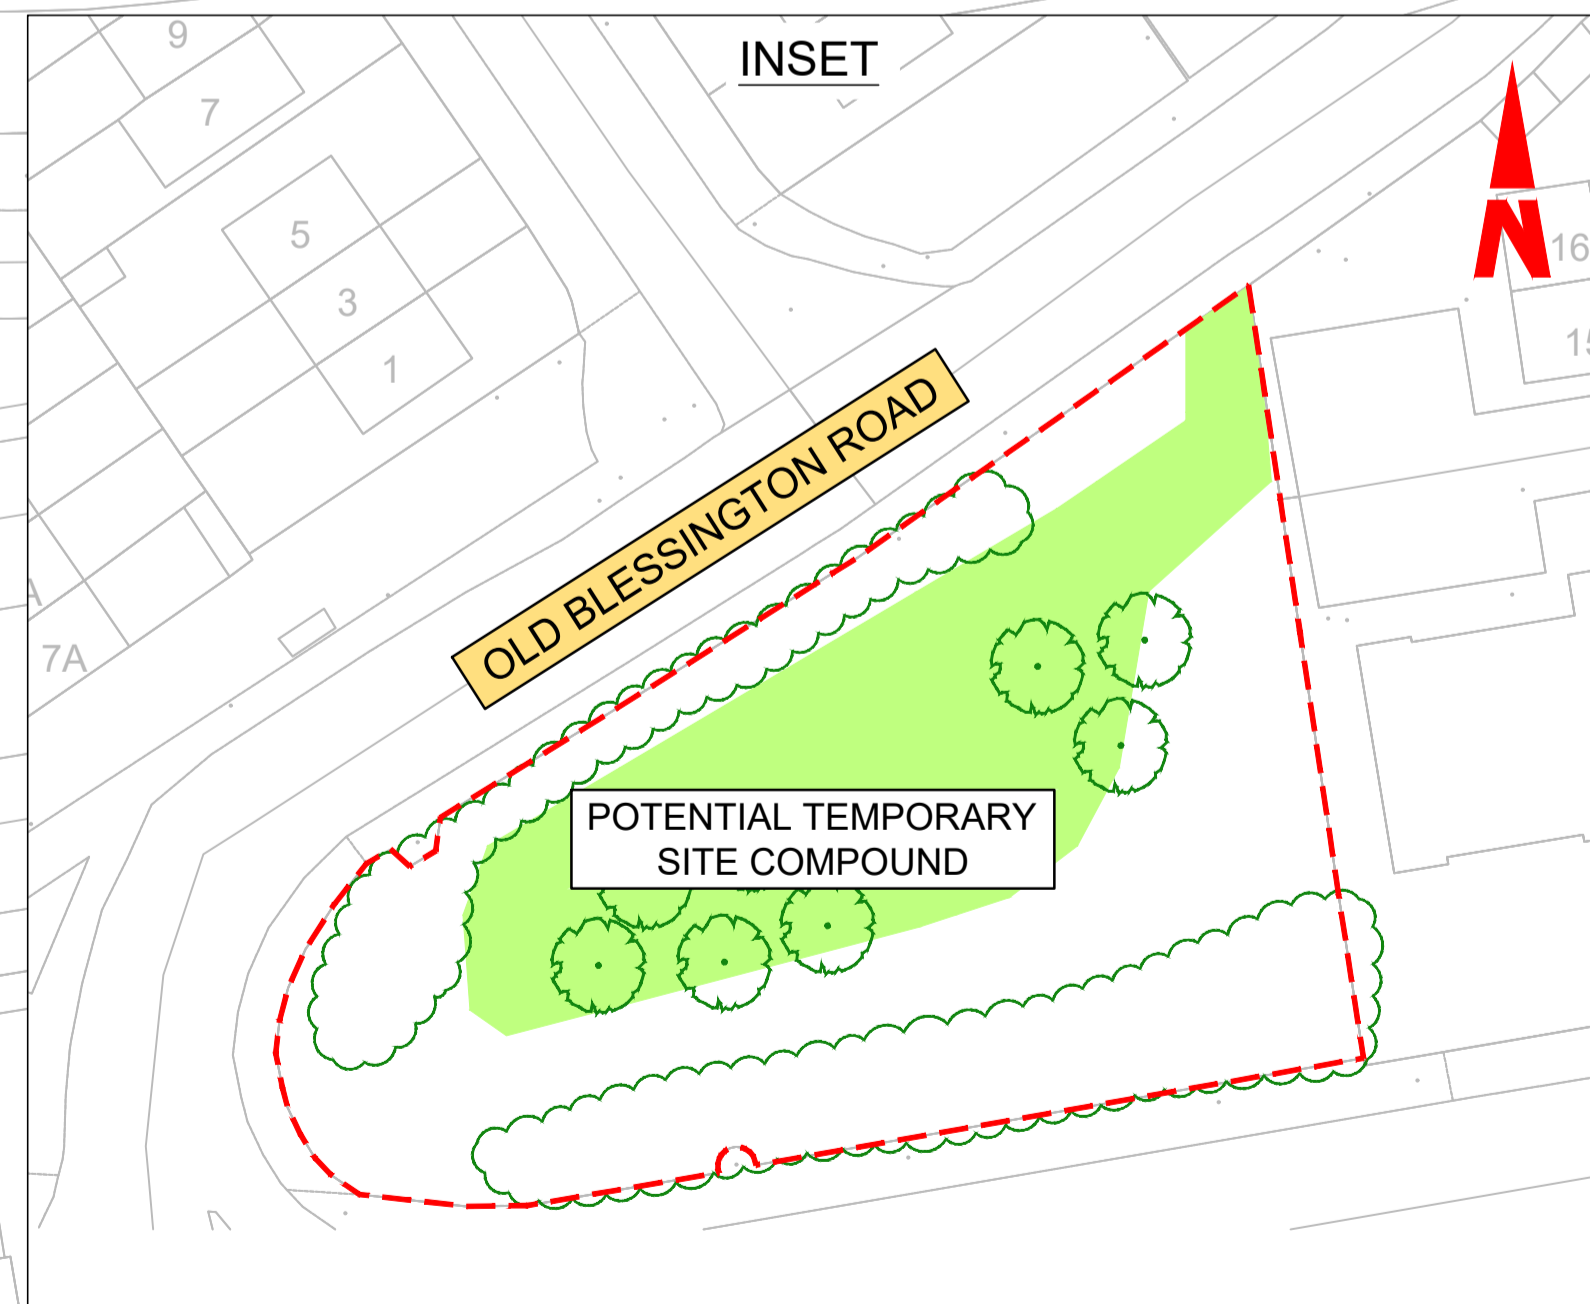 INSET
9
7
5
3
1
7A
N
16
OLD BLESSINGTON ROAD
POTENTIAL TEMPORARY
SITE COMPOUND